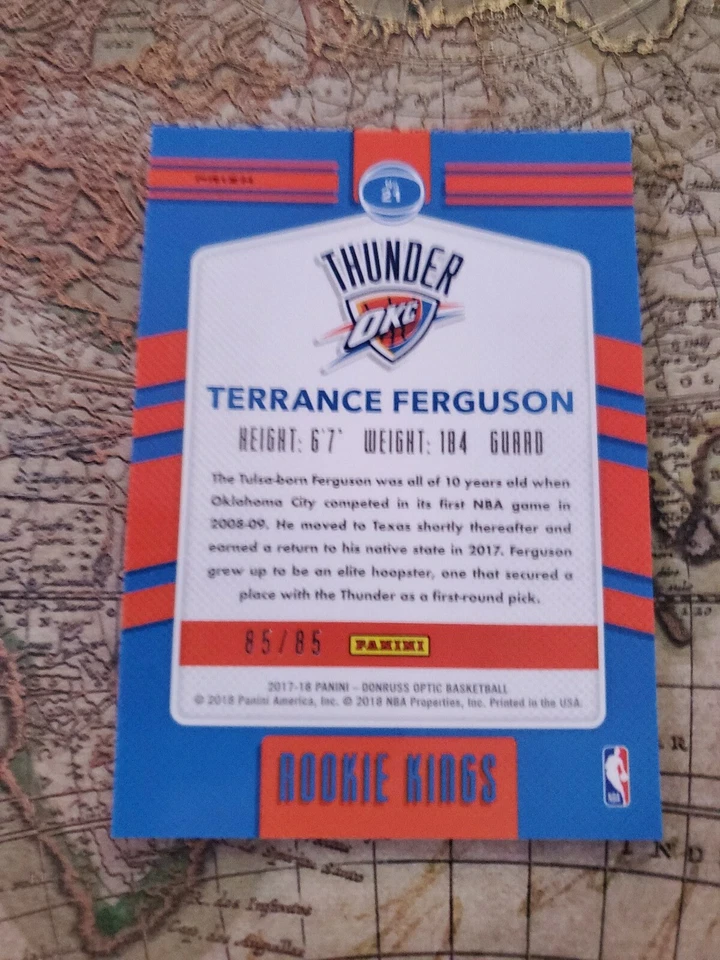 PRIZM
No.
21
THUNDER
OKC
TERRANCE FERGUSON
HEIGHT: 6'7" WEIGHT: 184 GUARD
The Tulsa-born Ferguson was all of 10 years old when
Oklahoma City competed in its first NBA game in
2008-09. He moved to Texas shortly thereafter and
earned a return to his native state in 2017. Ferguson
grew up to be an elite hoopster, one that secured a
place with the Thunder as a first-round pick.
85/85 PANINI
2017-18 PANINI – DONRUSS OPTIC BASKETBALL
© 2018 Panini America, Inc. © 2018 NBA Properties, Inc. Printed in the USA.
ROOKIE KINGS
NBA